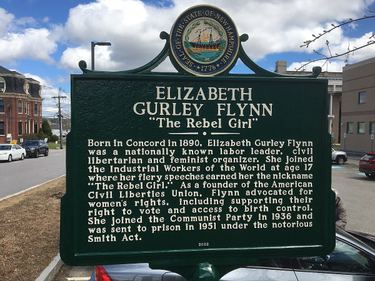 SEAL OF THE STATE OF NEW HAMPSHIRE
1776
ELIZABETH
GURLEY FLYNN
"The Rebel Girl"
Born in Concord in 1890, Elizabeth Gurley Flynn
was a nationally known labor leader, civil
libertarian and feminist organizer. She joined
the Industrial Workers of the World at age 17
where her fiery speeches earned her the nickname
"The Rebel Girl." As a founder of the American
Civil Liberties Union, Flynn advocated for
women's rights, including supporting their
right to vote and access to birth control.
She joined the Communist Party in 1936 and
was sent to prison in 1951 under the notorious
Smith Act.
2023